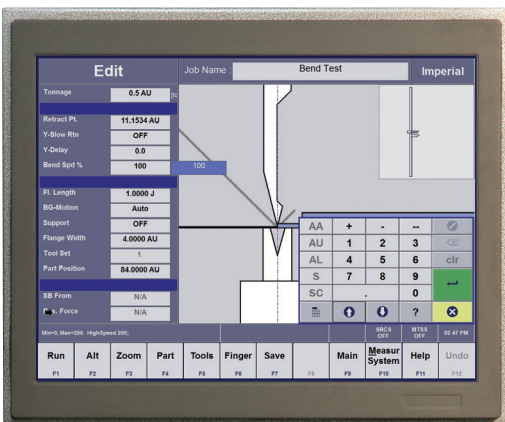 Edit
Job Name : Bend Test
Imperial
Tonnage 0.5 AU
Retract Pt. 11.1534 AU
Y-Slow Rtn OFF
Y-Delay 0.0
Bend Spd % 100 100
Fl. Length 1.0000 J
BG-Motion Auto
Support OFF
Flange Width 4.0000 AU
Tool Set 1
Part Position 84.0000 AU
SB From N/A
Force N/A
AA + - --
AU 1 2 3
AL 4 5 6 clr
S 7 8 9
SC . 0
?
Min=0, Max=200. HighSpeed 200;
SBCS OFF
MTSS OFF
02 47 PM
Run Alt Zoom Part Tools Finger Save Main Measur System Help Undo
F1 F2 F3 F4 F5 F6 F7 F8 F9 F10 F11 F12